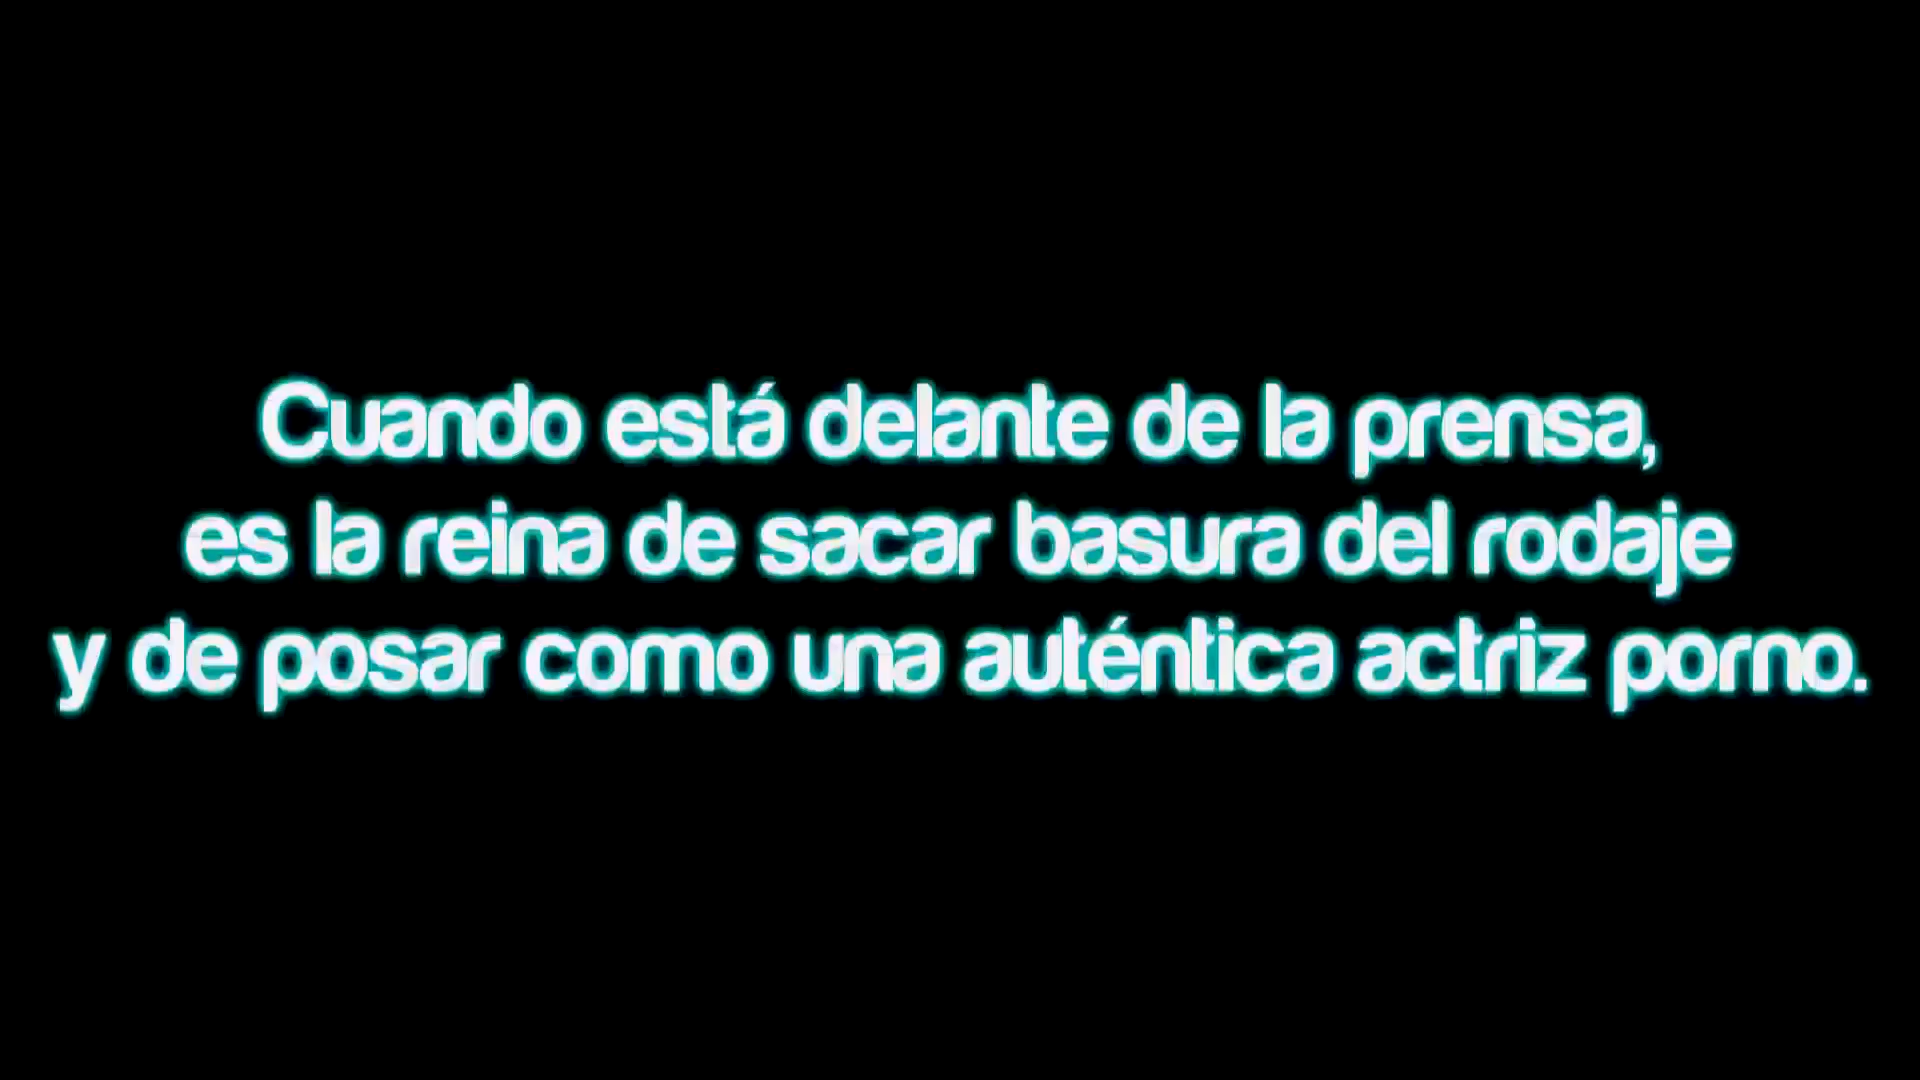 Cuando está delante de la prensa,
es la reina de sacar basura del rodaje
y de posar como una auténtica actriz porno.